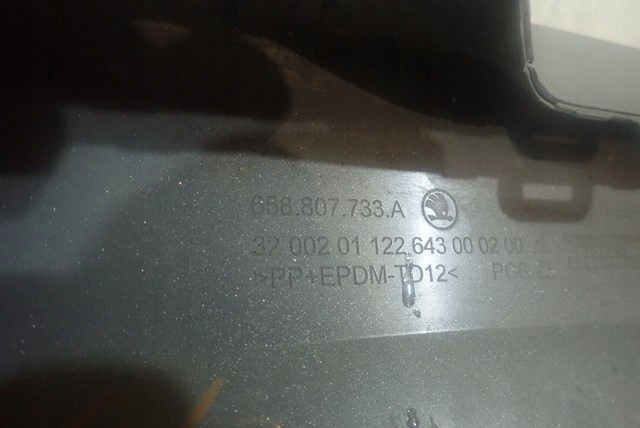 658.807.733.A
32 002 01 122 643 00 02 00
>PP+EPDM-TD12<